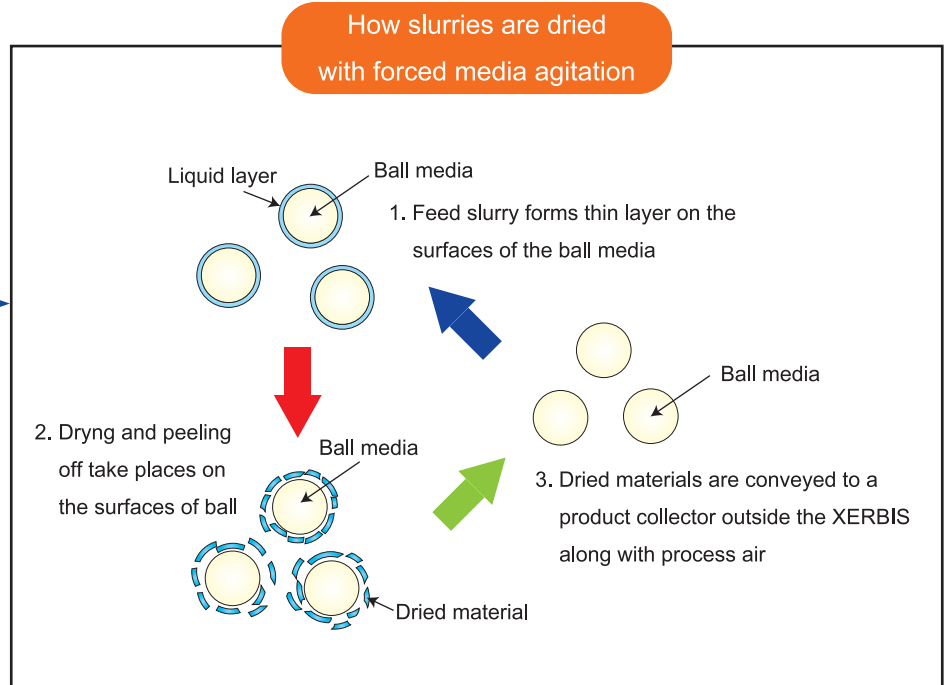 How slurries are dried
with forced media agitation
Liquid layer
Ball media
1. Feed slurry forms thin layer on the
surfaces of the ball media
Ball media
2. Dryng and peeling
off take places on
the surfaces of ball
Ball media
3. Dried materials are conveyed to a
product collector outside the XERBIS
along with process air
Dried material